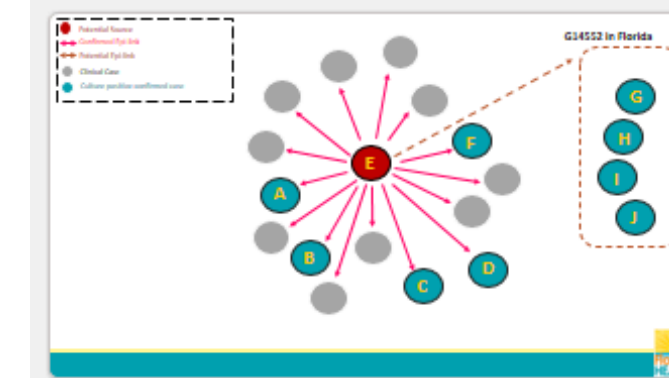 Potential Source
Confirmed Epi link
Potential Epi link
Clinical Case
Culture positive confirmed case
G14552 in Florida
G
H
F
E
I
A
J
B
D
C